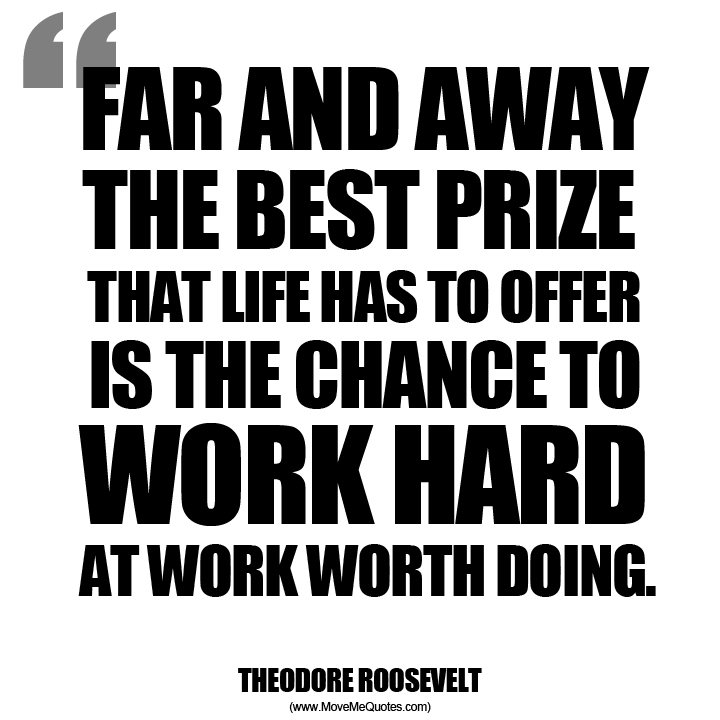 “
FAR AND AWAY
THE BEST PRIZE
THAT LIFE HAS TO OFFER
IS THE CHANCE TO
WORK HARD
AT WORK WORTH DOING.
THEODORE ROOSEVELT
(www.MoveMeQuotes.com)